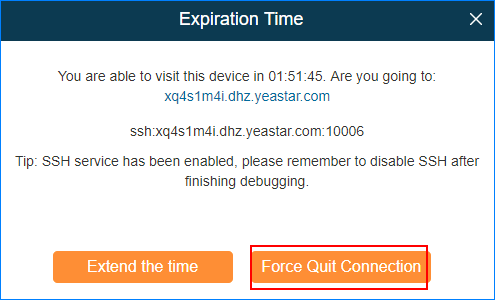 Expiration Time
You are able to visit this device in 01:51:45. Are you going to:
xq4s1m4i.dhz.yeastar.com
ssh:xq4s1m4i.dhz.yeastar.com:10006
Tip: SSH service has been enabled, please remember to disable SSH after
finishing debugging.
Extend the time
Force Quit Connection